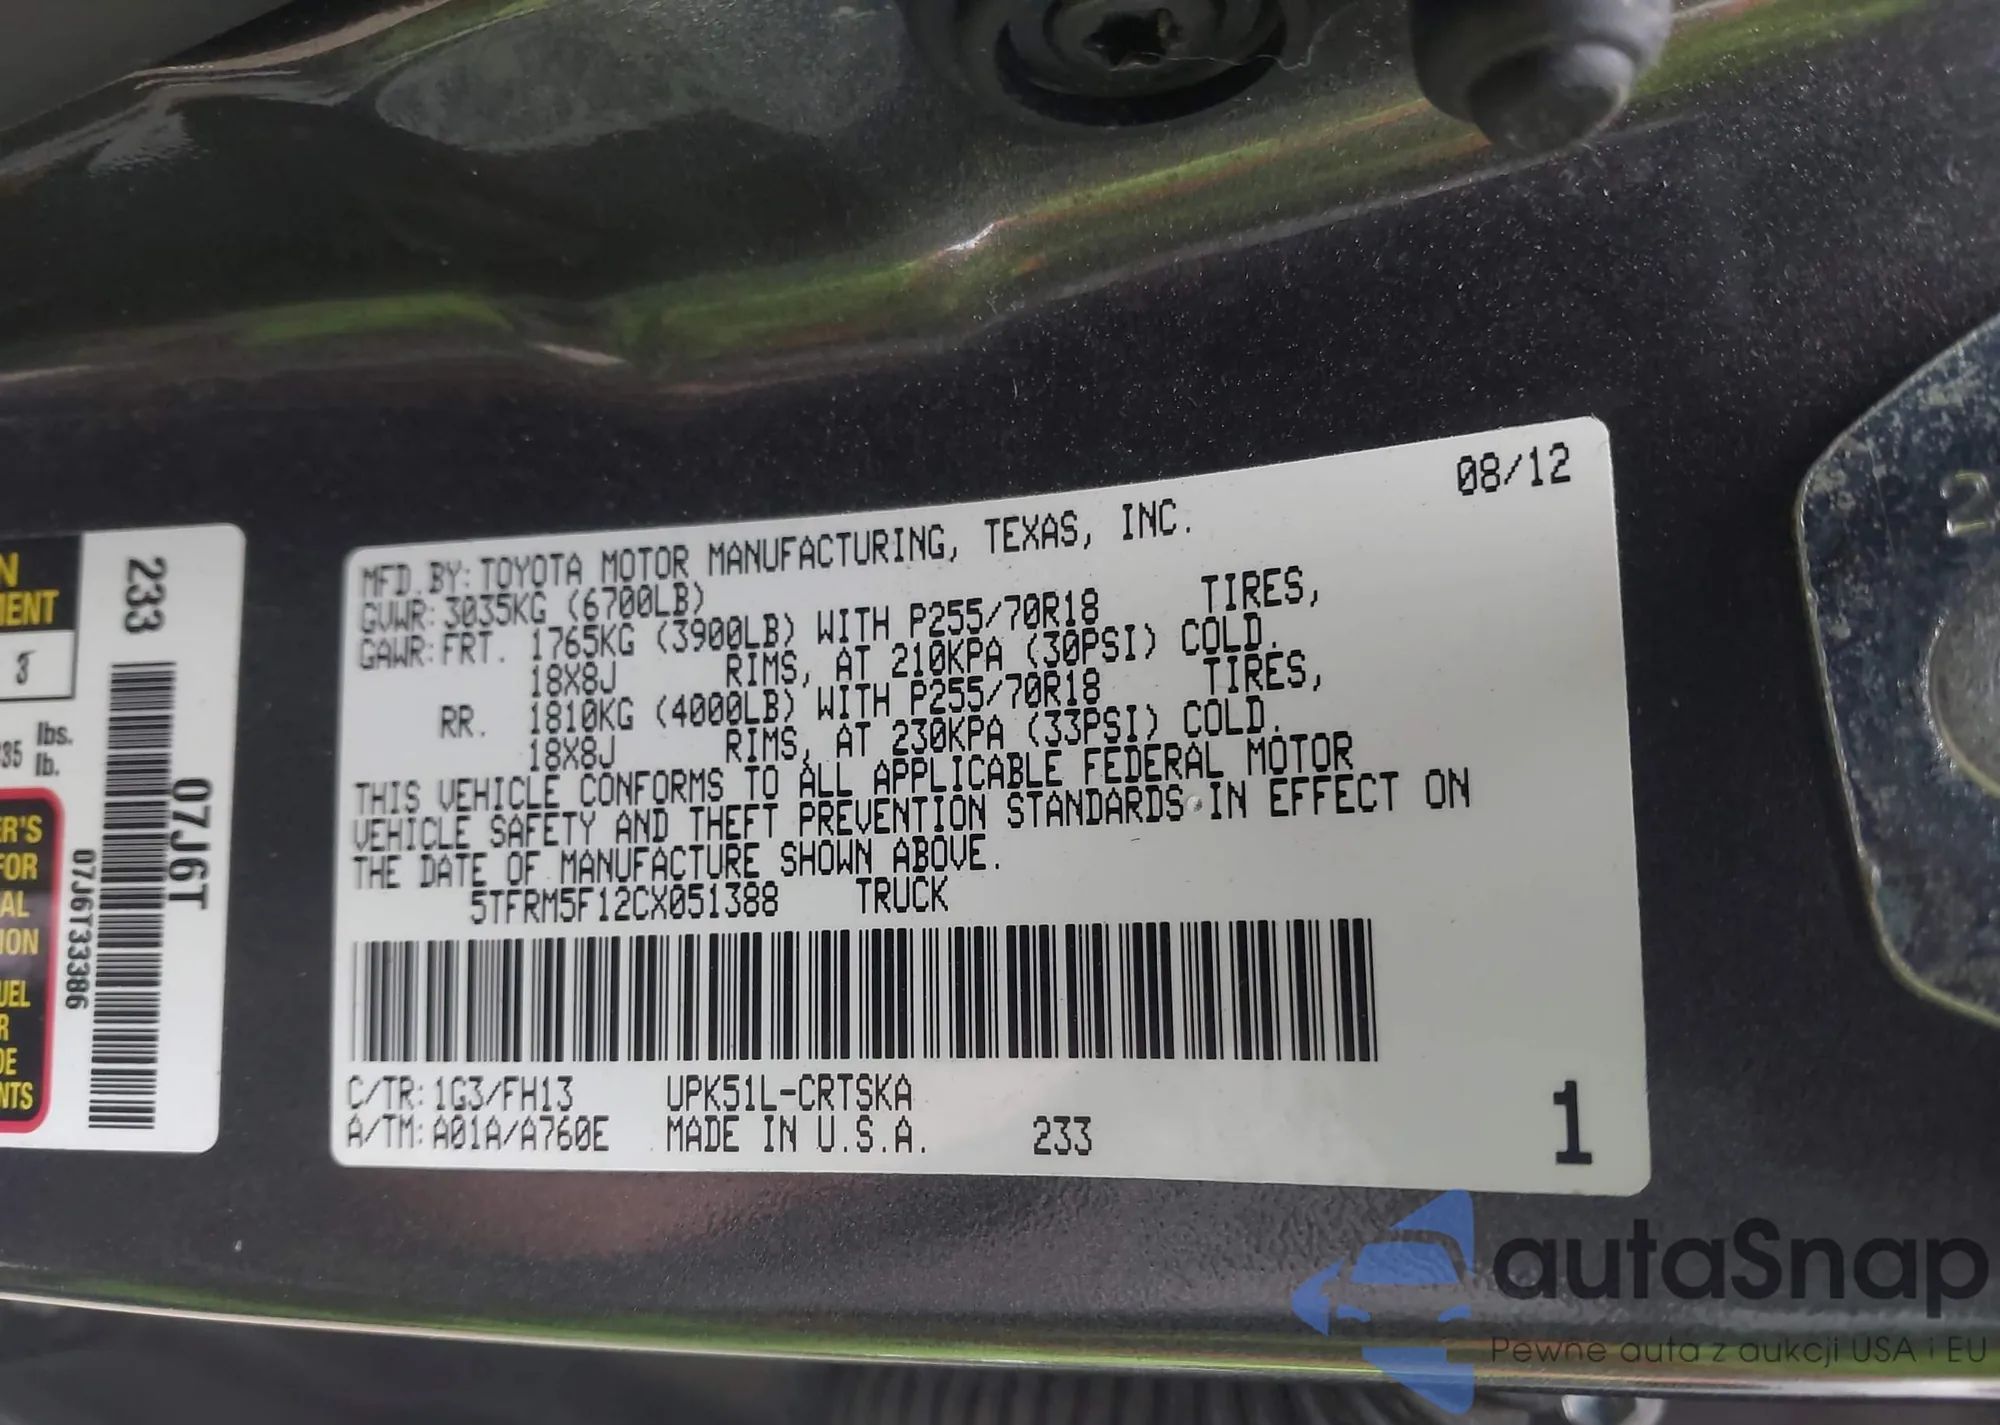 08/12
MFD.BY:TOYOTA MOTOR MANUFACTURING, TEXAS, INC.
GVWR:3035KG (6700LB)
GAWR:FRT. 1765KG (3900LB) WITH P255/70R18 TIRES,
18X8J RIMS, AT 210KPA (30PSI) COLD.
RR. 1810KG (4000LB) WITH P255/70R18 TIRES,
18X8J RIMS, AT 230KPA (33PSI) COLD.
THIS VEHICLE CONFORMS TO ALL APPLICABLE FEDERAL MOTOR
VEHICLE SAFETY AND THEFT PREVENTION STANDARDS IN EFFECT ON
THE DATE OF MANUFACTURE SHOWN ABOVE.
5TFRM5F12CX051388 TRUCK
C/TR:1G3/FH13 UPK51L-CRTSKA
A/TM:A01A/A760E MADE IN U.S.A. 233
1
233
07J6T
07J6T33386
3
lbs.
lb.
autaSnap
Pewne auta z aukcji USA i EU